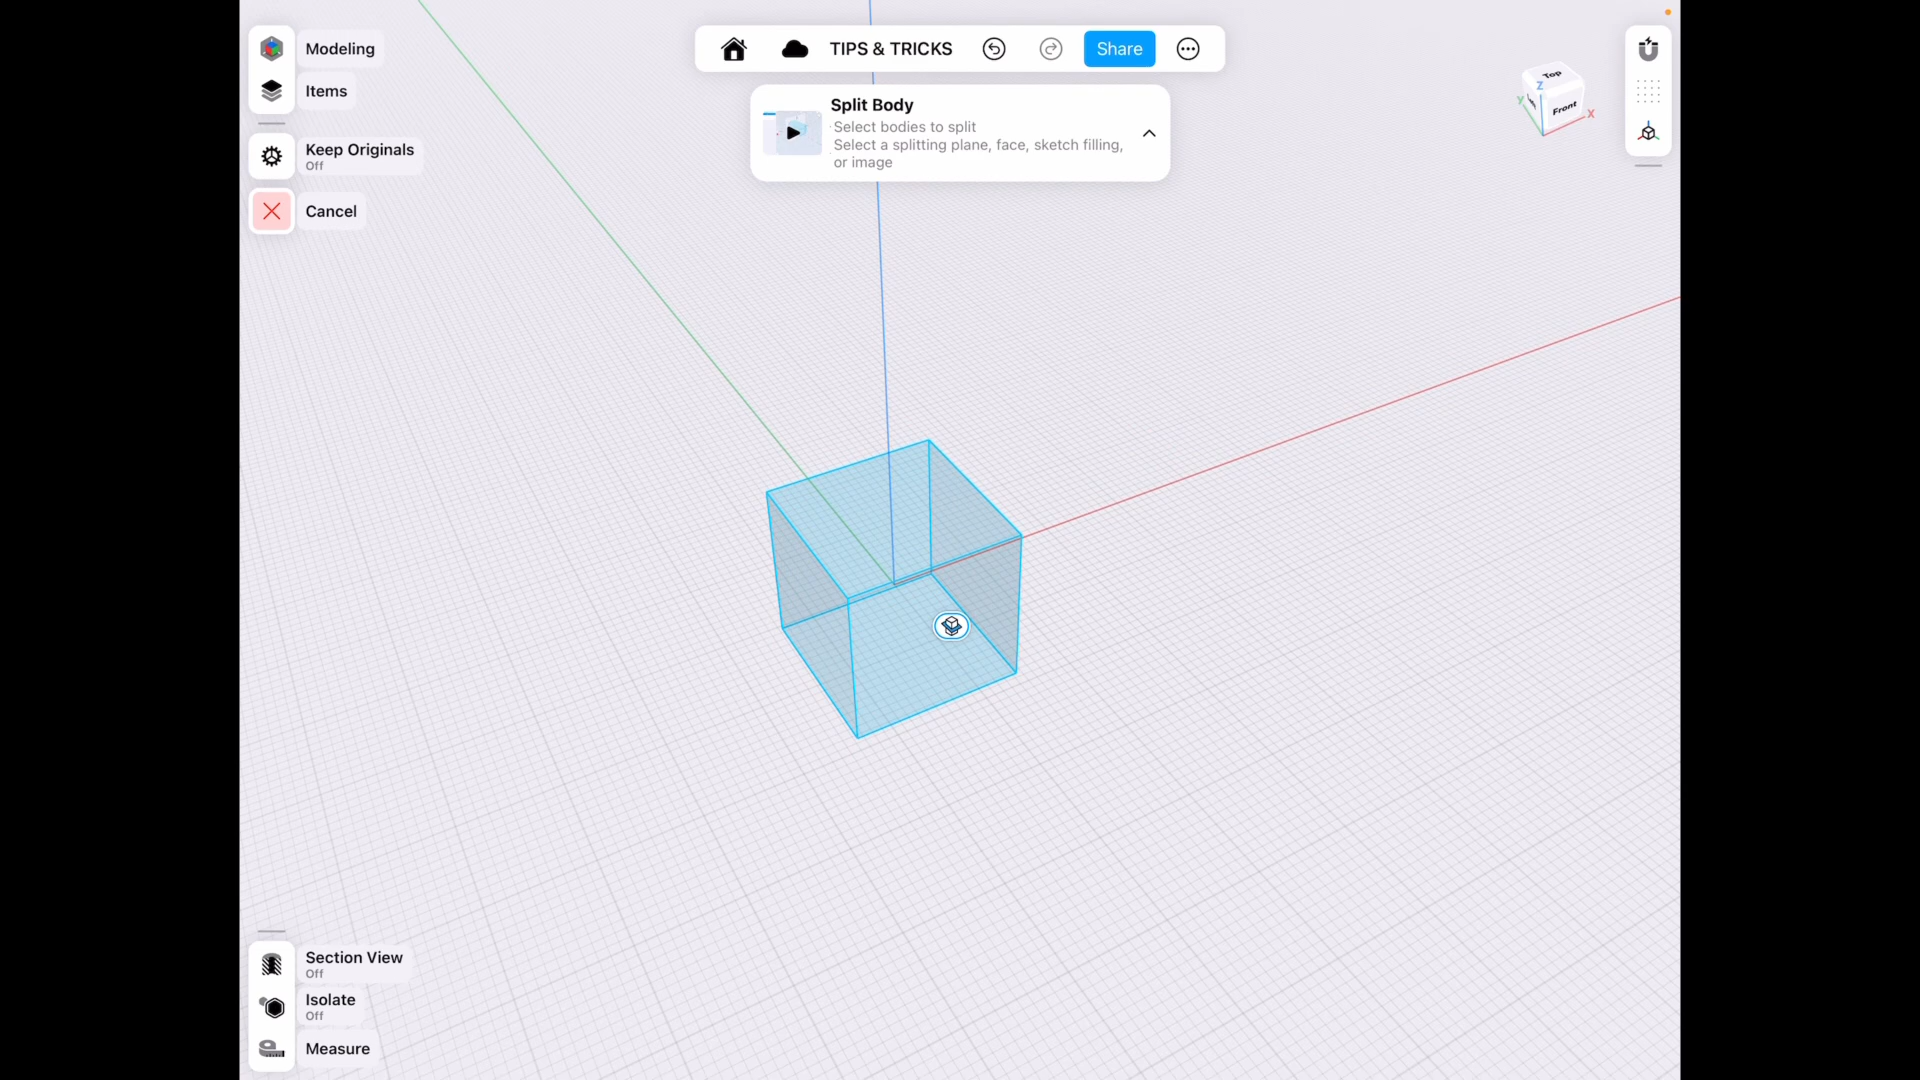 Modeling
Items
Keep Originals
Off
Cancel
TIPS & TRICKS
Share
Split Body
Select bodies to split
Select a splitting plane, face, sketch filling,
or image
Top
Front
Z
Y
X
Section View
Off
Isolate
Off
Measure